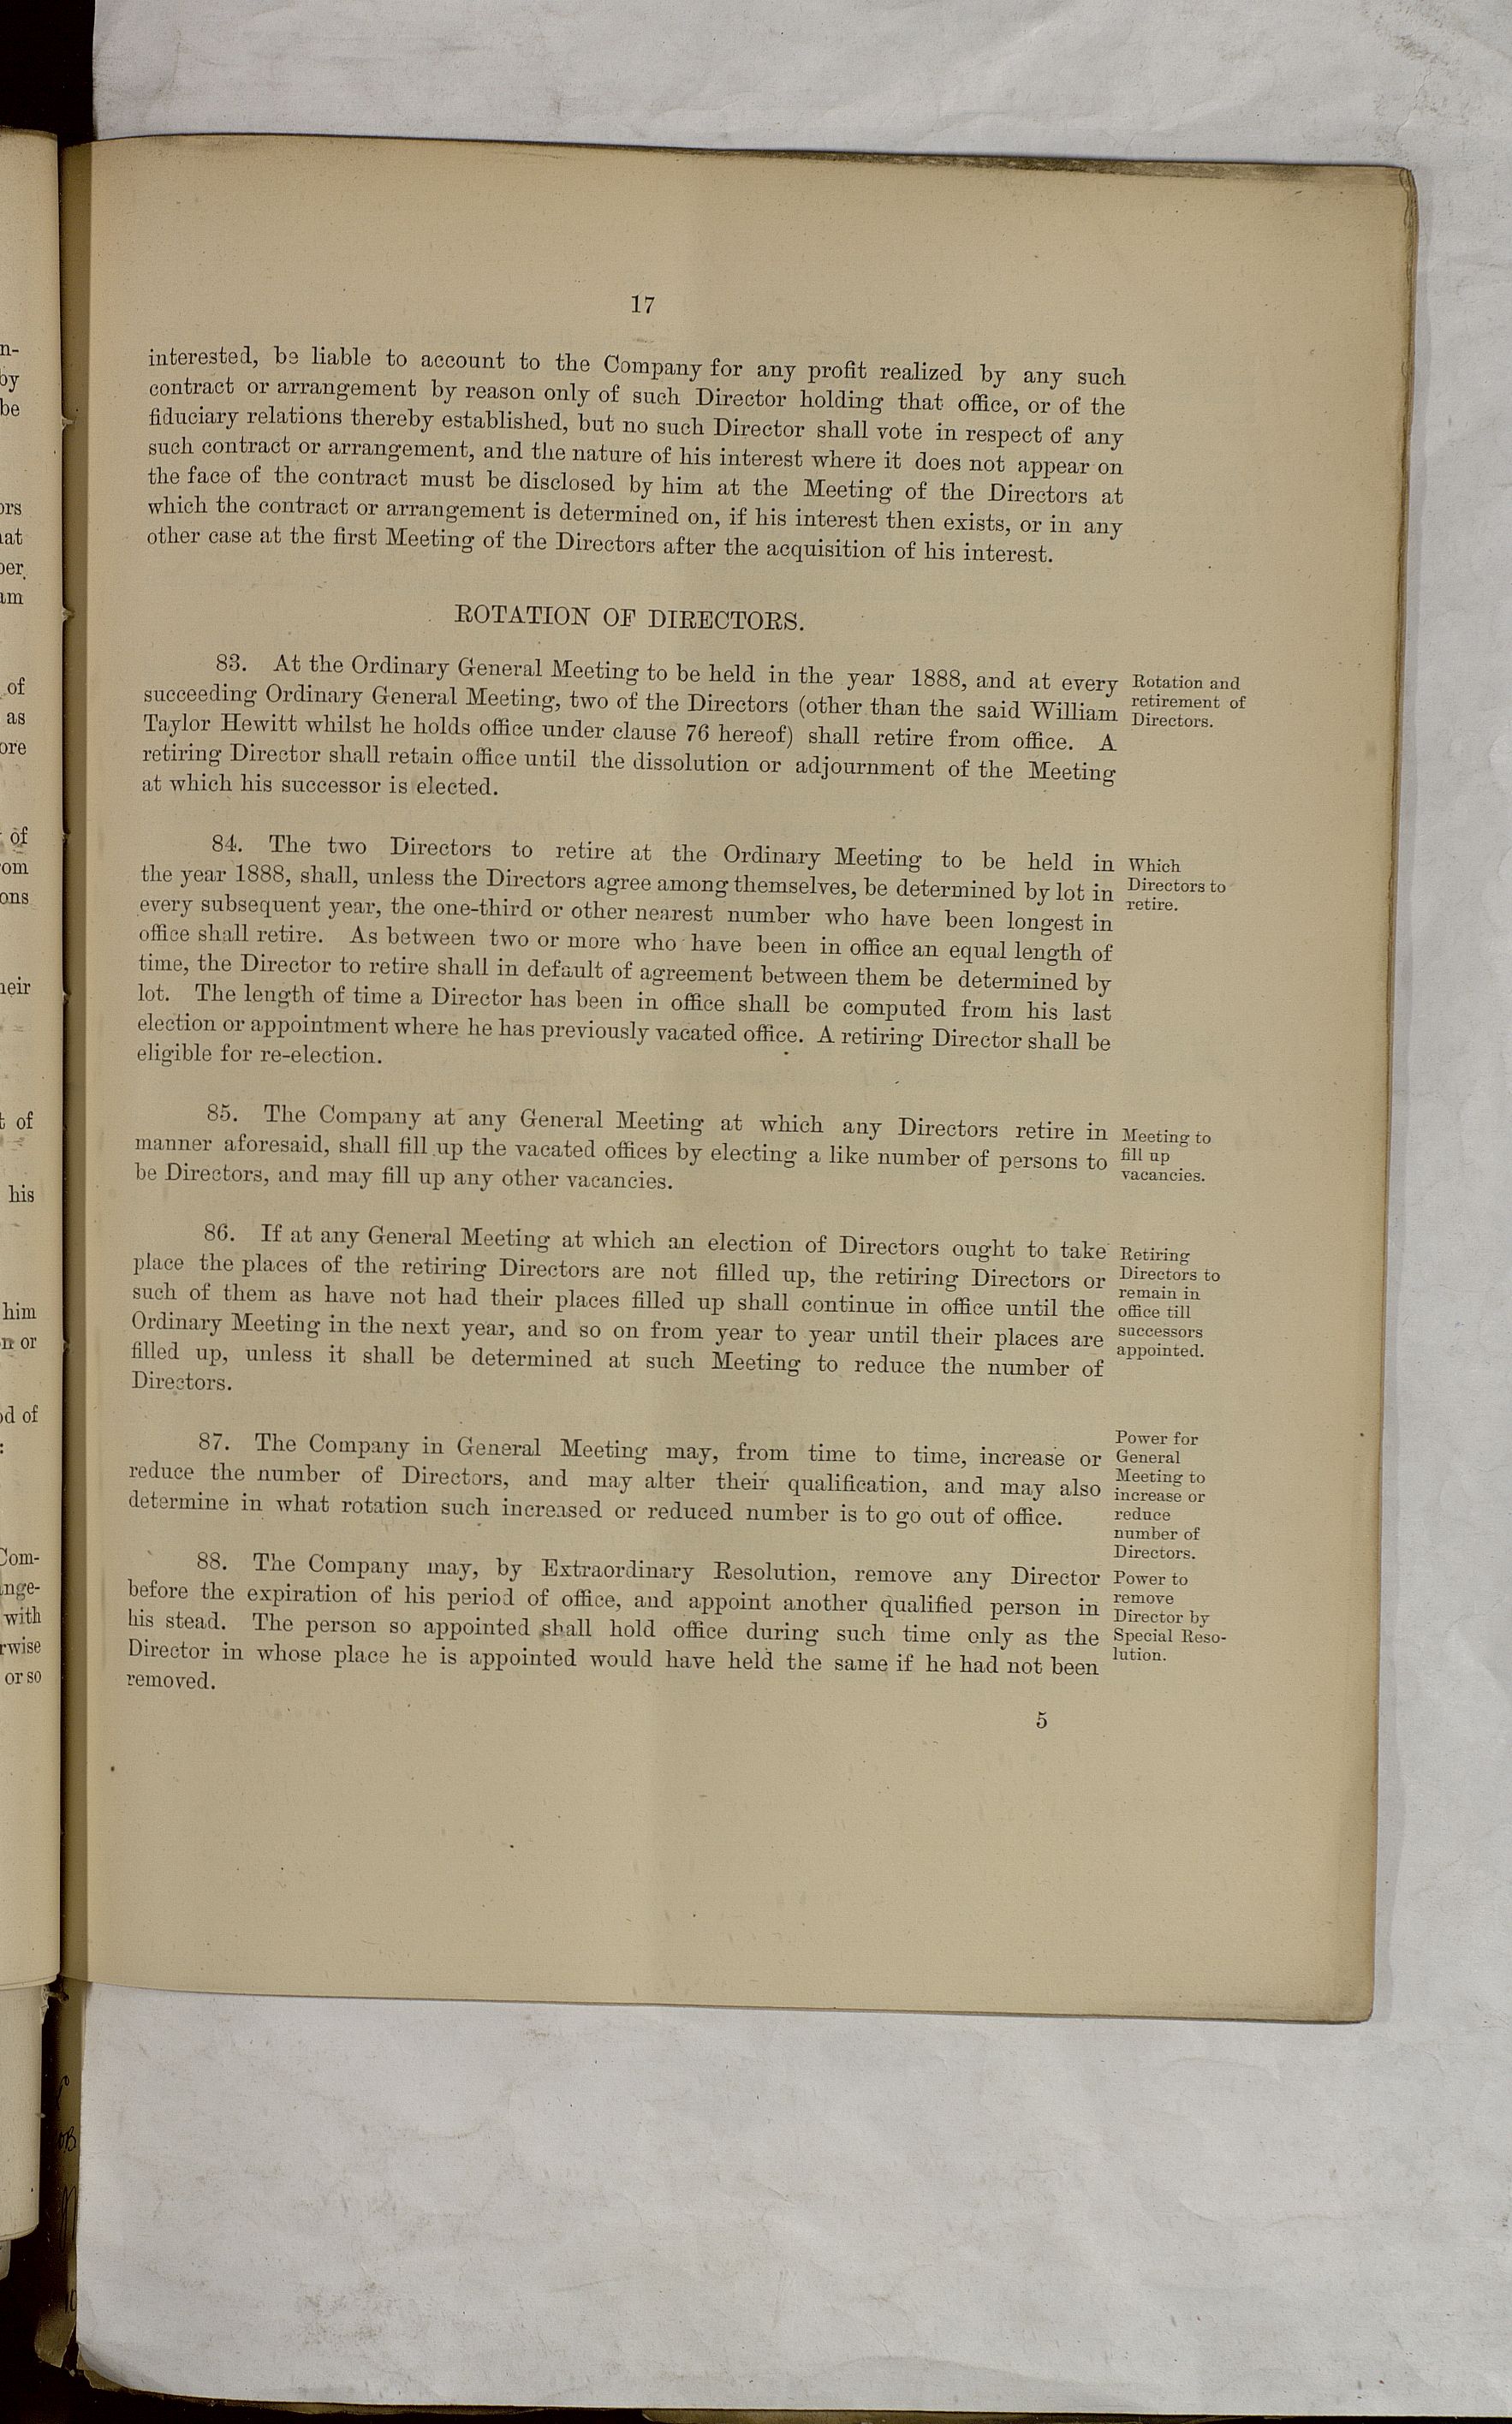 17
interested, be liable to account to the Company for any profit realized by any such
contract or arrangement by reason only of such Director holding that office, or of the
fiduciary relations thereby established, but no such Director shall vote in respect of any
such contract or arrangement, and the nature of his interest where it does not appear on
the face of the contract must be disclosed by him at the Meeting of the Directors at
which the contract or arrangement is determined on, if his interest then exists, or in any
other case at the first Meeting of the Directors after the acquisition of his interest.
ROTATION OF DIRECTORS.
83. At the Ordinary General Meeting to be held in the year 1888, and at every
succeeding Ordinary General Meeting, two of the Directors (other than the said William
Taylor Hewitt whilst he holds office under clause 76 hereof) shall retire from office. A
retiring Director shall retain office until the dissolution or adjournment of the Meeting
at which his successor is elected.
Rotation and
retirement of
Directors.
84. The two Directors to retire at the Ordinary Meeting to be held in
the year 1888, shall, unless the Directors agree among themselves, be determined by lot in
every subsequent year, the one-third or other nearest number who have been longest in
office shall retire. As between two or more who have been in office an equal length of
time, the Director to retire shall in default of agreement between them be determined by
lot. The length of time a Director has been in office shall be computed from his last
election or appointment where he has previously vacated office. A retiring Director shall be
eligible for re-election.
Which
Directors to
retire.
85. The Company at any General Meeting at which any Directors retire in
manner aforesaid, shall fill up the vacated offices by electing a like number of persons to
be Directors, and may fill up any other vacancies.
Meeting to
fill up
vacancies.
86. If at any General Meeting at which an election of Directors ought to take
place the places of the retiring Directors are not filled up, the retiring Directors or
such of them as have not had their places filled up shall continue in office until the
Ordinary Meeting in the next year, and so on from year to year until their places are
filled up, unless it shall be determined at such Meeting to reduce the number of
Directors.
Retiring
Directors to
remain in
office till
successors
appointed.
87. The Company in General Meeting may, from time to time, increase or
reduce the number of Directors, and may alter their qualification, and may also
determine in what rotation such increased or reduced number is to go out of office.
Power for
General
Meeting to
increase or
reduce
number of
Directors.
88. The Company may, by Extraordinary Resolution, remove any Director
before the expiration of his period of office, and appoint another qualified person in
his stead. The person so appointed shall hold office during such time only as the
Director in whose place he is appointed would have held the same if he had not been
removed.
Power to
remove
Director by
Special Reso-
lution.
5